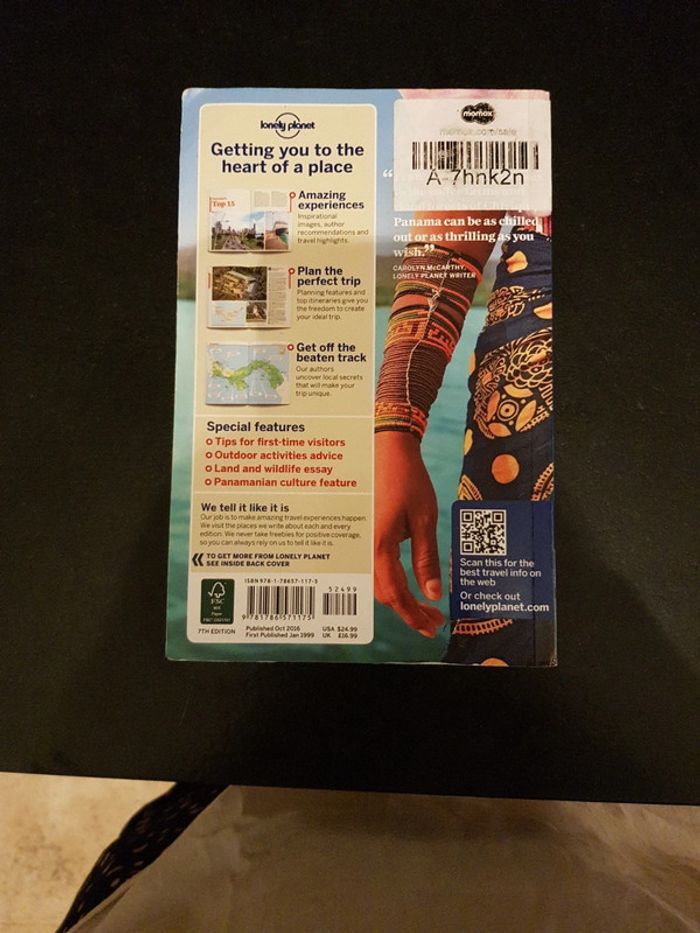 lonely planet
Getting you to the
heart of a place
Top 15
Amazing
experiences
Inspirational
images, author
recommendations and
travel highlights.
Plan the
perfect trip
Planning features and
top itineraries give you
the freedom to create
your ideal trip.
Get off the
beaten track
Our authors
uncover local secrets
that will make your
trip unique.
Special features
Tips for first-time visitors
Outdoor activities advice
Land and wildlife essay
Panamanian culture feature
We tell it like it is
Our job is to make amazing travel experiences happen.
We visit the places we write about each and every
edition. We never take freebies for positive coverage,
so you can always rely on us to tell it like it is.
TO GET MORE FROM LONELY PLANET
SEE INSIDE BACK COVER
FSC
MIX
Paper
ISBN 978-1-78657-117-5
52499
9 781786 571175
7TH EDITION
Published Oct 2016
First Published Jan 1999
USA $24.99
UK £16.99
momox
momox.com/sale
A-7hnk2n
“
Panama can be as chilled
out or as thrilling as you
wish.”
CAROLYN McCARTHY,
LONELY PLANET WRITER
Scan this for the
best travel info on
the web
Or check out
lonelyplanet.com